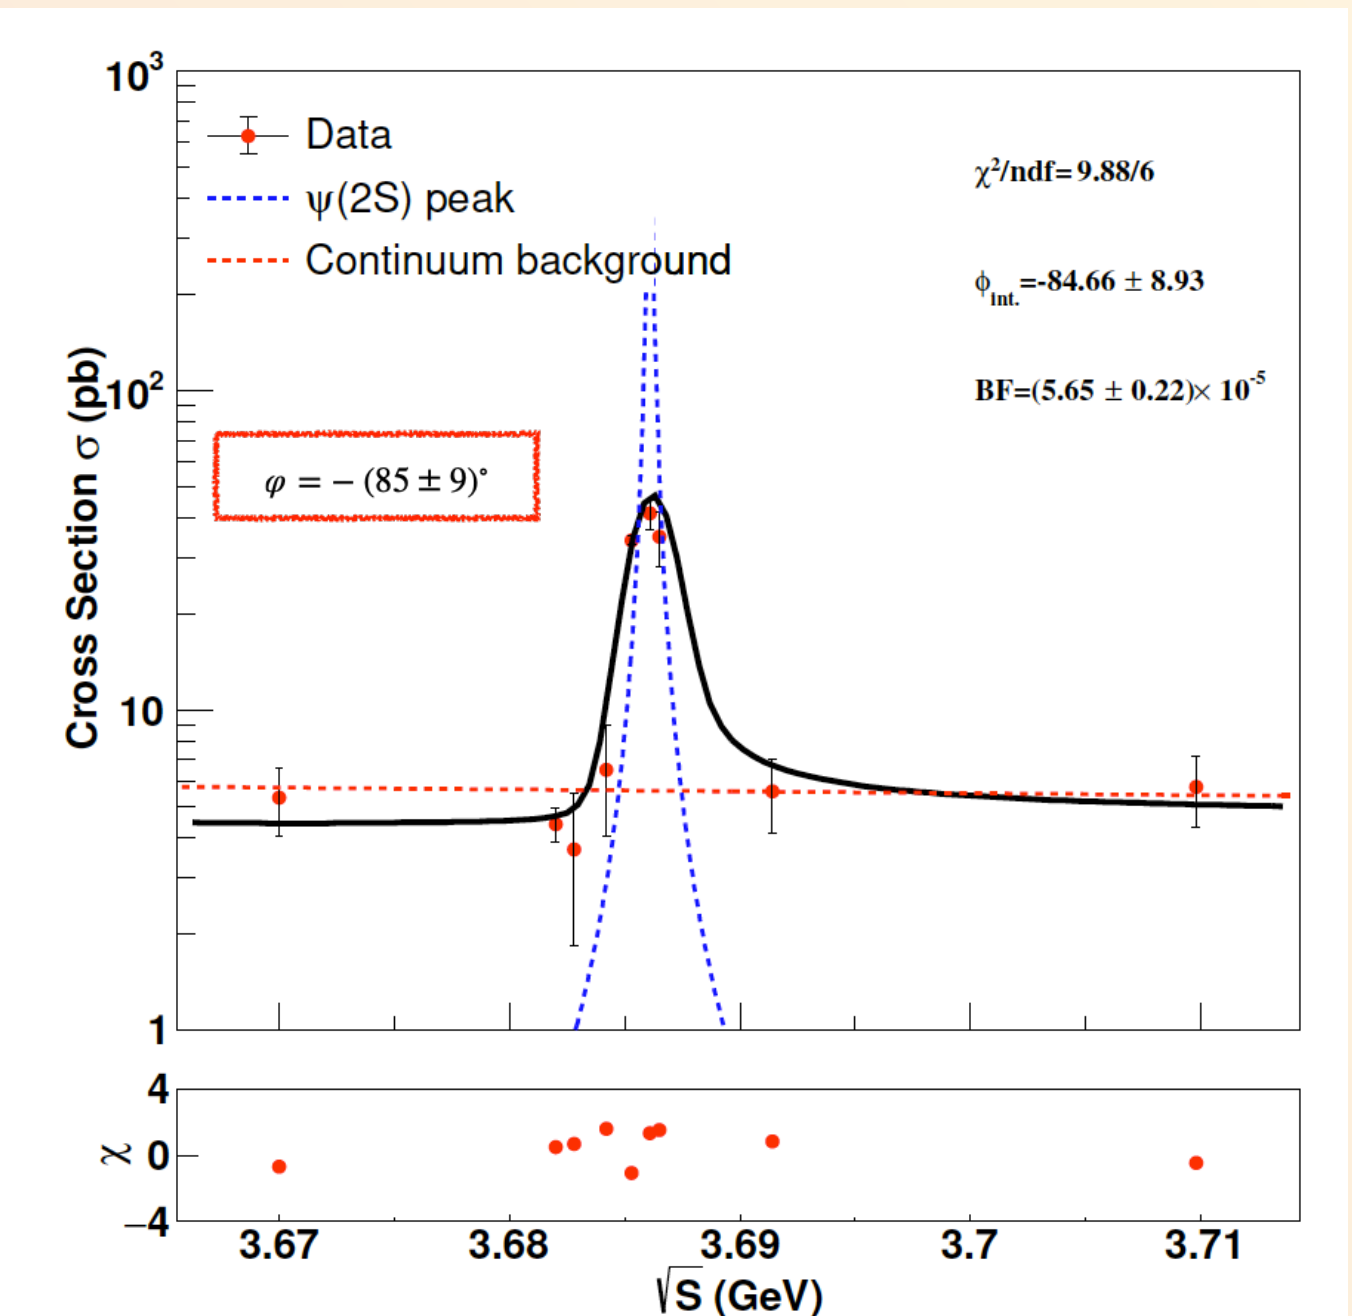 10³
Data
ψ(2S) peak
Continuum background
χ²/ndf= 9.88/6
ϕint.=-84.66 ± 8.93
BF=(5.65 ± 0.22)× 10⁻⁵
10²
φ = − (85 ± 9)°
Cross Section σ (pb)
10
1
4
χ
0
−4
3.67 3.68 3.69 3.7 3.71
√S (GeV)